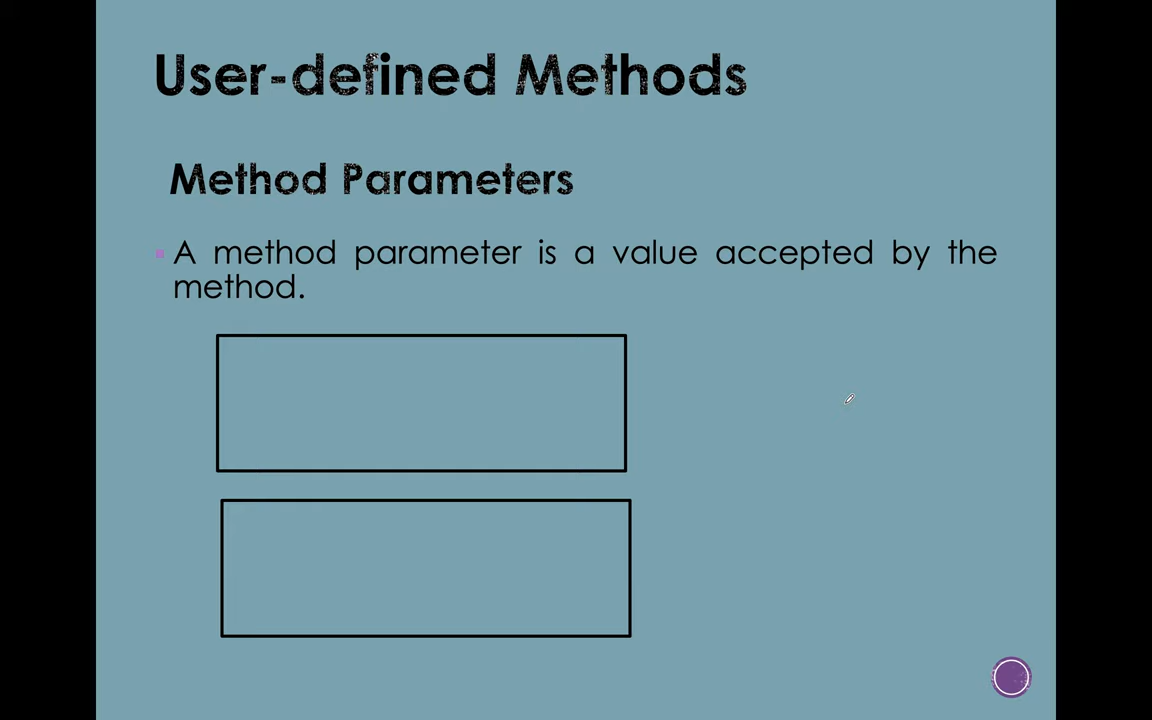 User-defined Methods
Method Parameters
A method parameter is a value accepted by the
method.